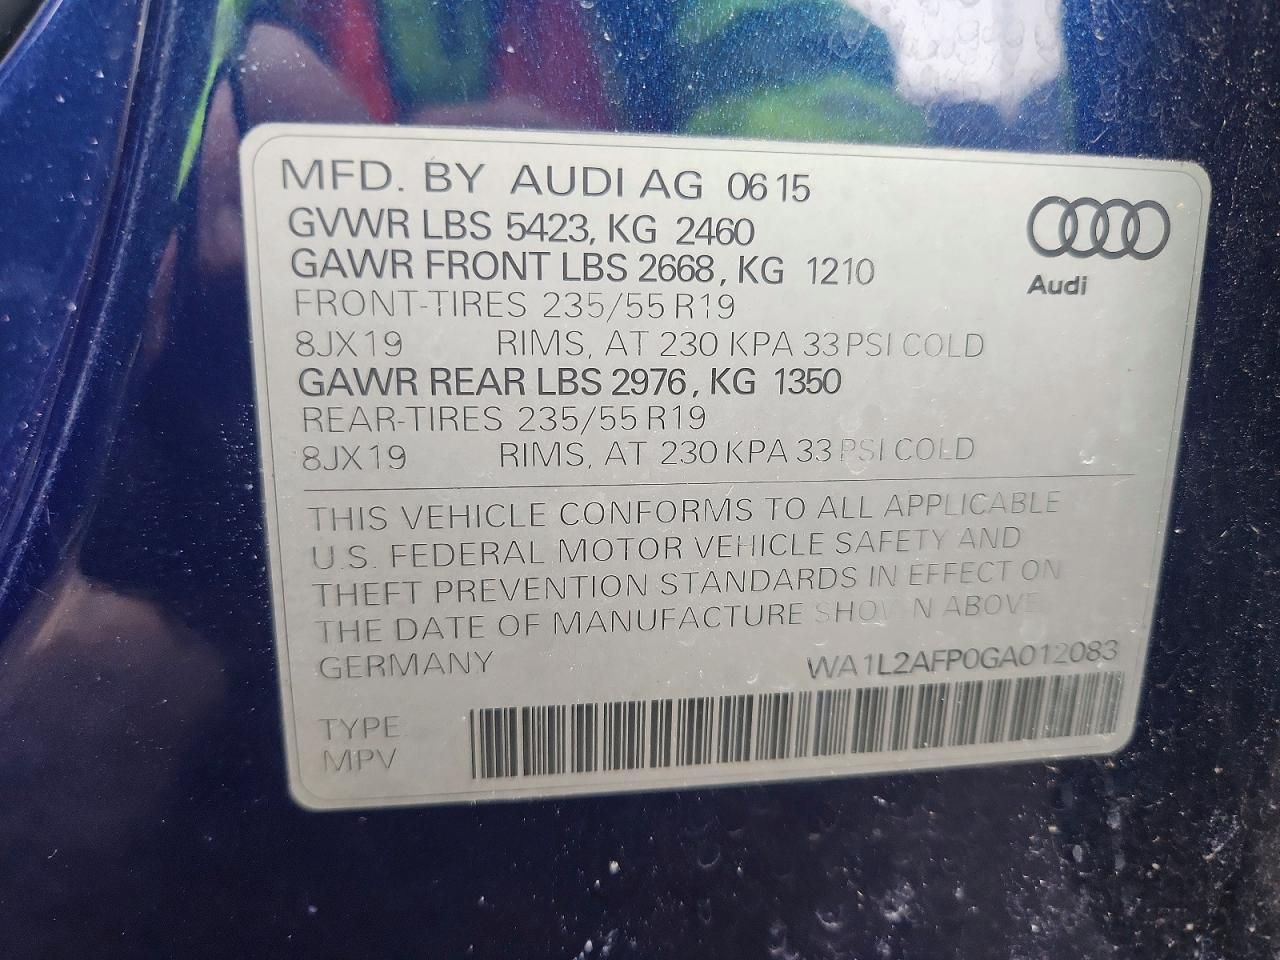 MFD. BY AUDI AG 0615
GVWR LBS 5423, KG 2460
GAWR FRONT LBS 2668, KG 1210
FRONT-TIRES 235/55 R19
8JX19 RIMS, AT 230 KPA 33 PSI COLD
GAWR REAR LBS 2976, KG 1350
REAR-TIRES 235/55 R19
8JX19 RIMS, AT 230 KPA 33 PSI COLD
Audi
THIS VEHICLE CONFORMS TO ALL APPLICABLE
U.S. FEDERAL MOTOR VEHICLE SAFETY AND
THEFT PREVENTION STANDARDS IN EFFECT ON
THE DATE OF MANUFACTURE SHOWN ABOVE
GERMANY WA1L2AFP0GA012083
TYPE
MPV